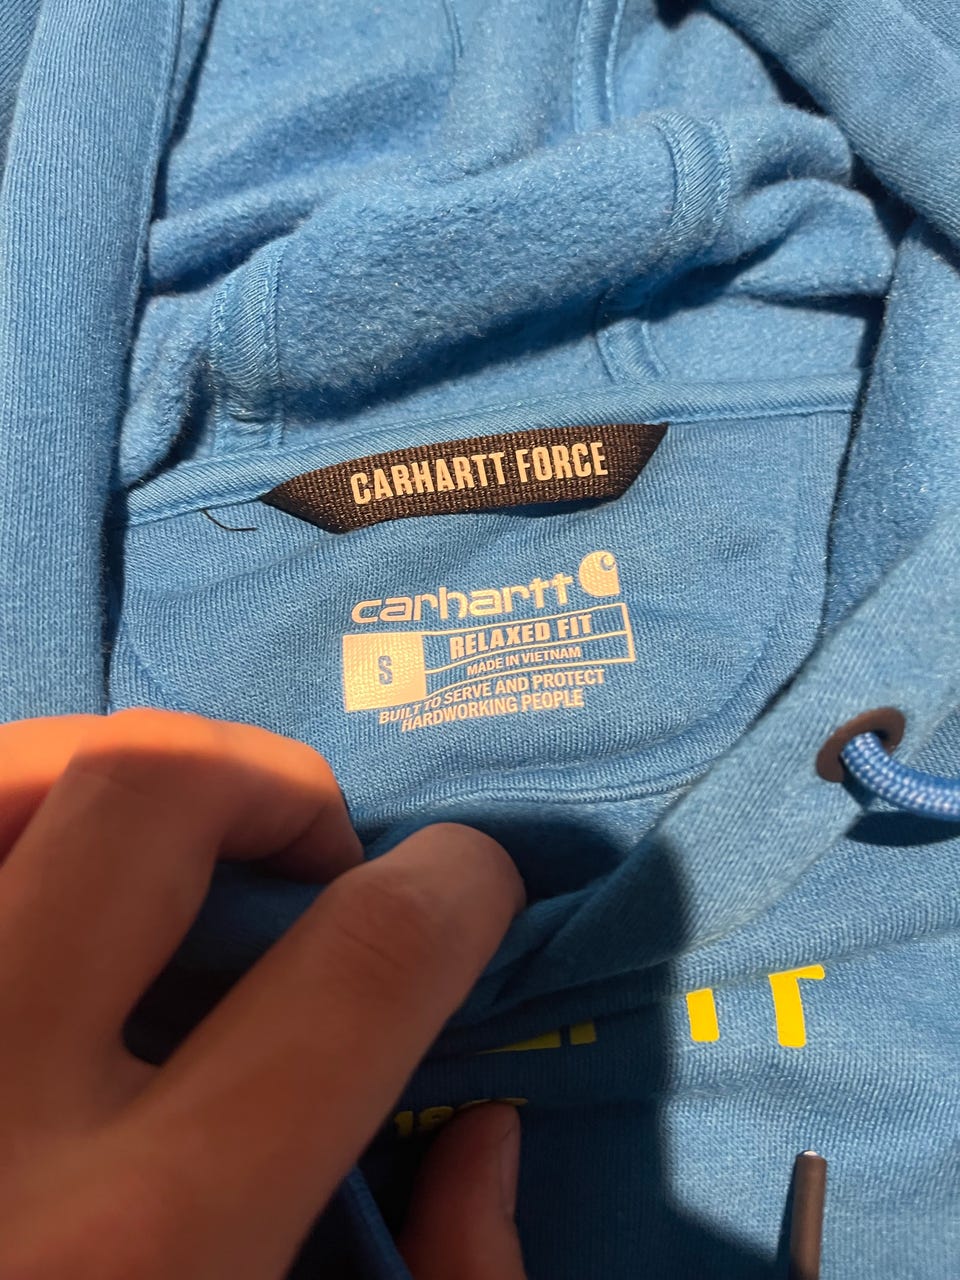 CARHARTT FORCE
carhartt
RELAXED FIT
S
MADE IN VIETNAM
BUILT TO SERVE AND PROTECT
HARDWORKING PEOPLE